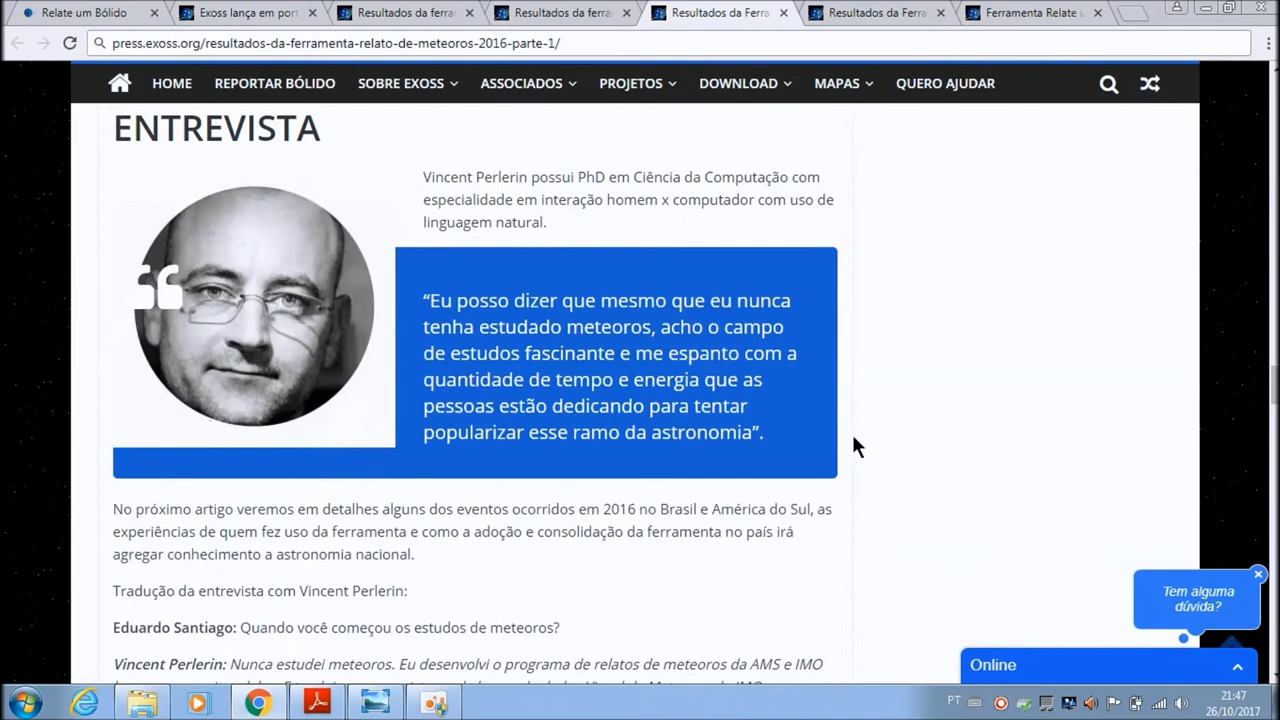 Relate um Bólido
Exoss lança em port
Resultados da ferra
Resultados da ferra
Resultados da Ferra
Resultados da Ferra
Ferramenta Relate u
press.exoss.org/resultados-da-ferramenta-relato-de-meteoros-2016-parte-1/
HOME REPORTAR BÓLIDO SOBRE EXOSS ASSOCIADOS PROJETOS DOWNLOAD MAPAS QUERO AJUDAR
ENTREVISTA
Vincent Perlerin possui PhD em Ciência da Computação com
especialidade em interação homem x computador com uso de
linguagem natural.
“Eu posso dizer que mesmo que eu nunca
tenha estudado meteoros, acho o campo
de estudos fascinante e me espanto com a
quantidade de tempo e energia que as
pessoas estão dedicando para tentar
popularizar esse ramo da astronomia”.
No próximo artigo veremos em detalhes alguns dos eventos ocorridos em 2016 no Brasil e América do Sul, as
experiências de quem fez uso da ferramenta e como a adoção e consolidação da ferramenta no país irá
agregar conhecimento a astronomia nacional.
Tradução da entrevista com Vincent Perlerin:
Eduardo Santiago: Quando você começou os estudos de meteoros?
Vincent Perlerin: Nunca estudei meteoros. Eu desenvolvi o programa de relatos de meteoros da AMS e IMO
Tem alguma
dúvida?
Online
PT
21:47
26/10/2017